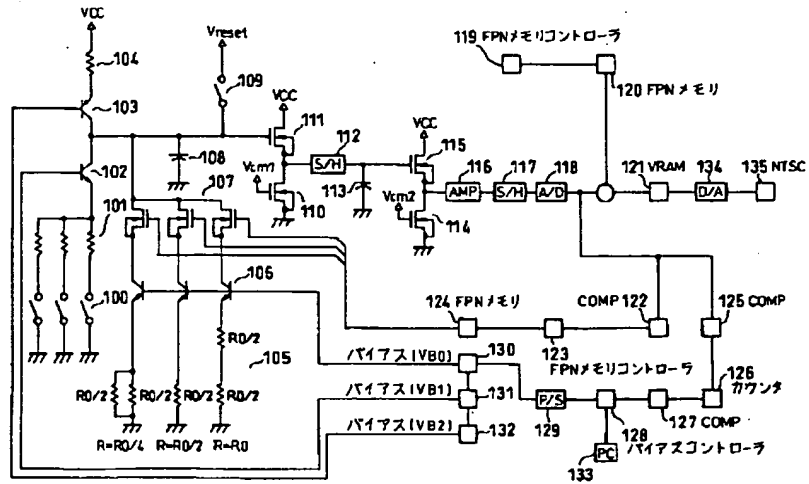 VCC
104
103
Vreset
109
VCC
111
119 FPNメモリコントローラ
120 FPNメモリ
102
108
112
S/H
VCC
115
116
117
118
121 VRAM
134
135 NTSC
AMP
S/H
A/D
D/A
107
Vcm1
110
113
Vcm2
114
101
106
100
124 FPNメモリ
COMP 122
125 COMP
R0/2
105
123
FPNメモリコントローラ
126
カウンタ
バイアス(VB0)
130
R0/2
R0/2
R0/2
R0/2
バイアス(VB1)
131
P/S
129
128
127 COMP
R=R0/4
R=R0/2
R=R0
バイアス(VB2)
132
PC
133
バイアスコントローラ